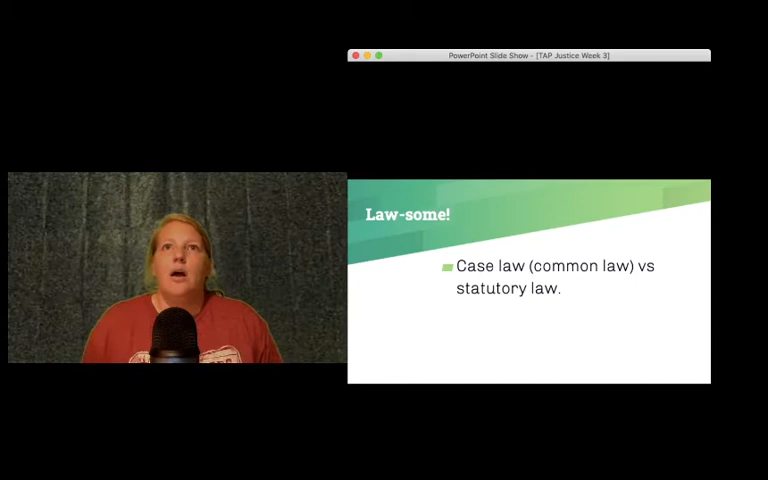 PowerPoint Slide Show - [TAP Justice Week 3]
Law-some!
Case law (common law) vs
statutory law.